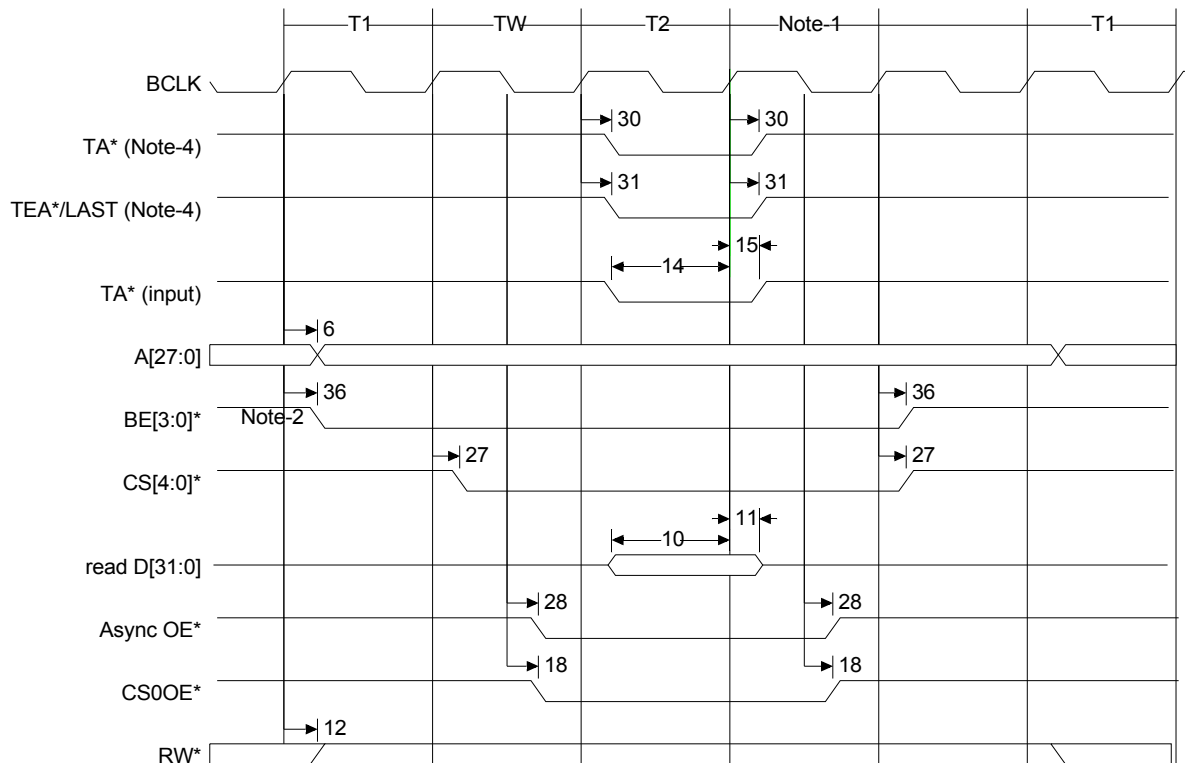 T1 TW T2 Note-1 T1
BCLK
30 30
TA* (Note-4)
31 31
TEA*/LAST (Note-4)
15
14
TA* (input)
6
A[27:0]
36 36
BE[3:0]* Note-2
27 27
CS[4:0]*
11
10
read D[31:0]
28 28
Async OE*
18 18
CS0OE*
12
RW*